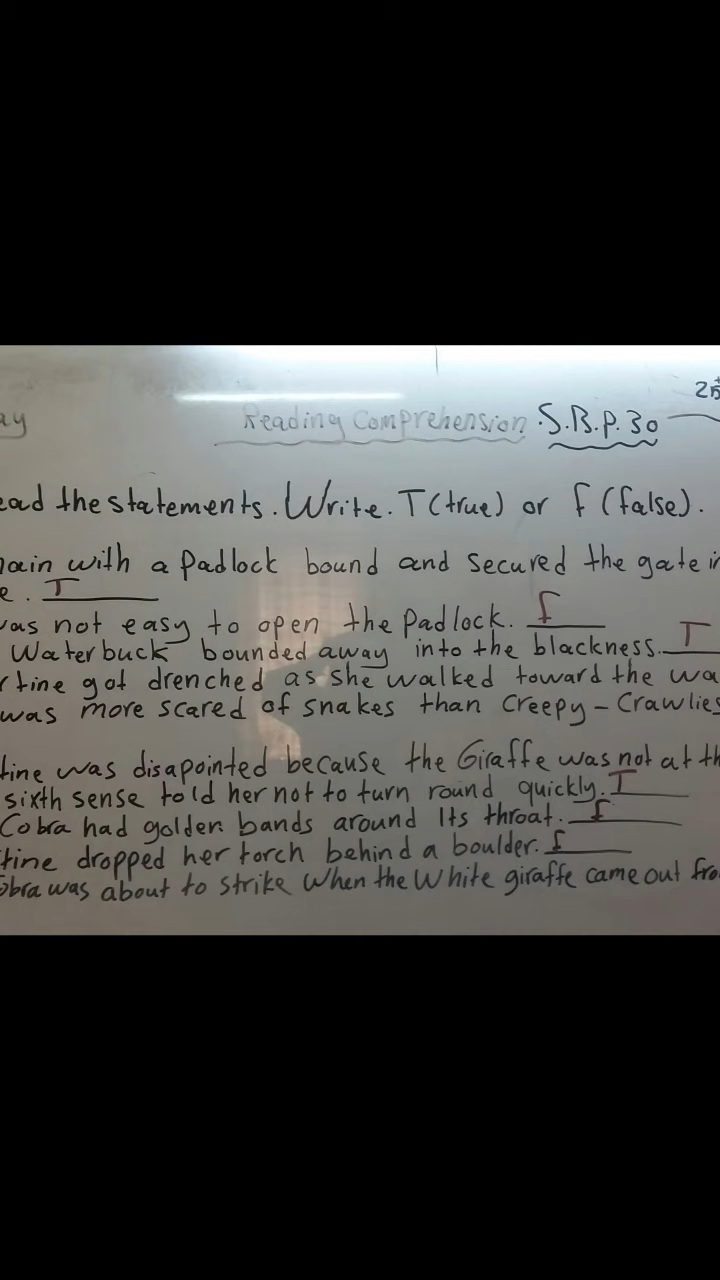 ay Reading Comprehension. S.B.P. 30
ead the statements. Write. T (true) or f (false).
hain with a Padlock bound and secured the gate in
e. T
was not easy to open the Padlock. f
Waterbuck bounded away into the blackness. T
rtine got drenched as she walked toward the wa
was more scared of snakes than Creepy - Crawlies
tine was disapointed because the Giraffe was not at th
sixth sense told her not to turn round quickly. T
Cobra had golden bands around Its throat. f
tine dropped her torch behind a boulder. f
obra was about to strike When the White giraffe came out fro